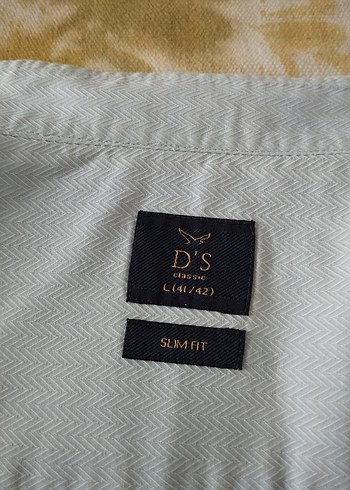 D'S
classic
L (41/42)
SLIM FIT